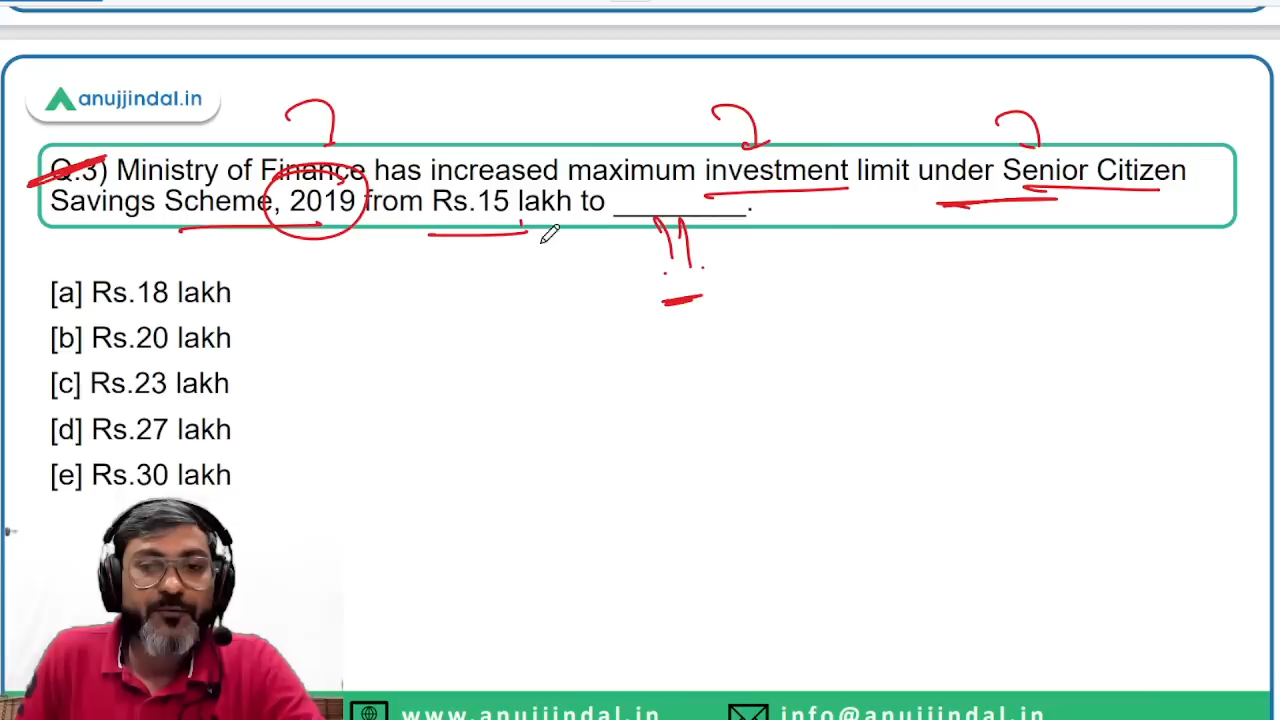 anujjindal.in
Q.3) Ministry of Finance has increased maximum investment limit under Senior Citizen
Savings Scheme, 2019 from Rs.15 lakh to _________.
[a] Rs.18 lakh
[b] Rs.20 lakh
[c] Rs.23 lakh
[d] Rs.27 lakh
[e] Rs.30 lakh
www.anujjindal.in
info@anujjindal.in